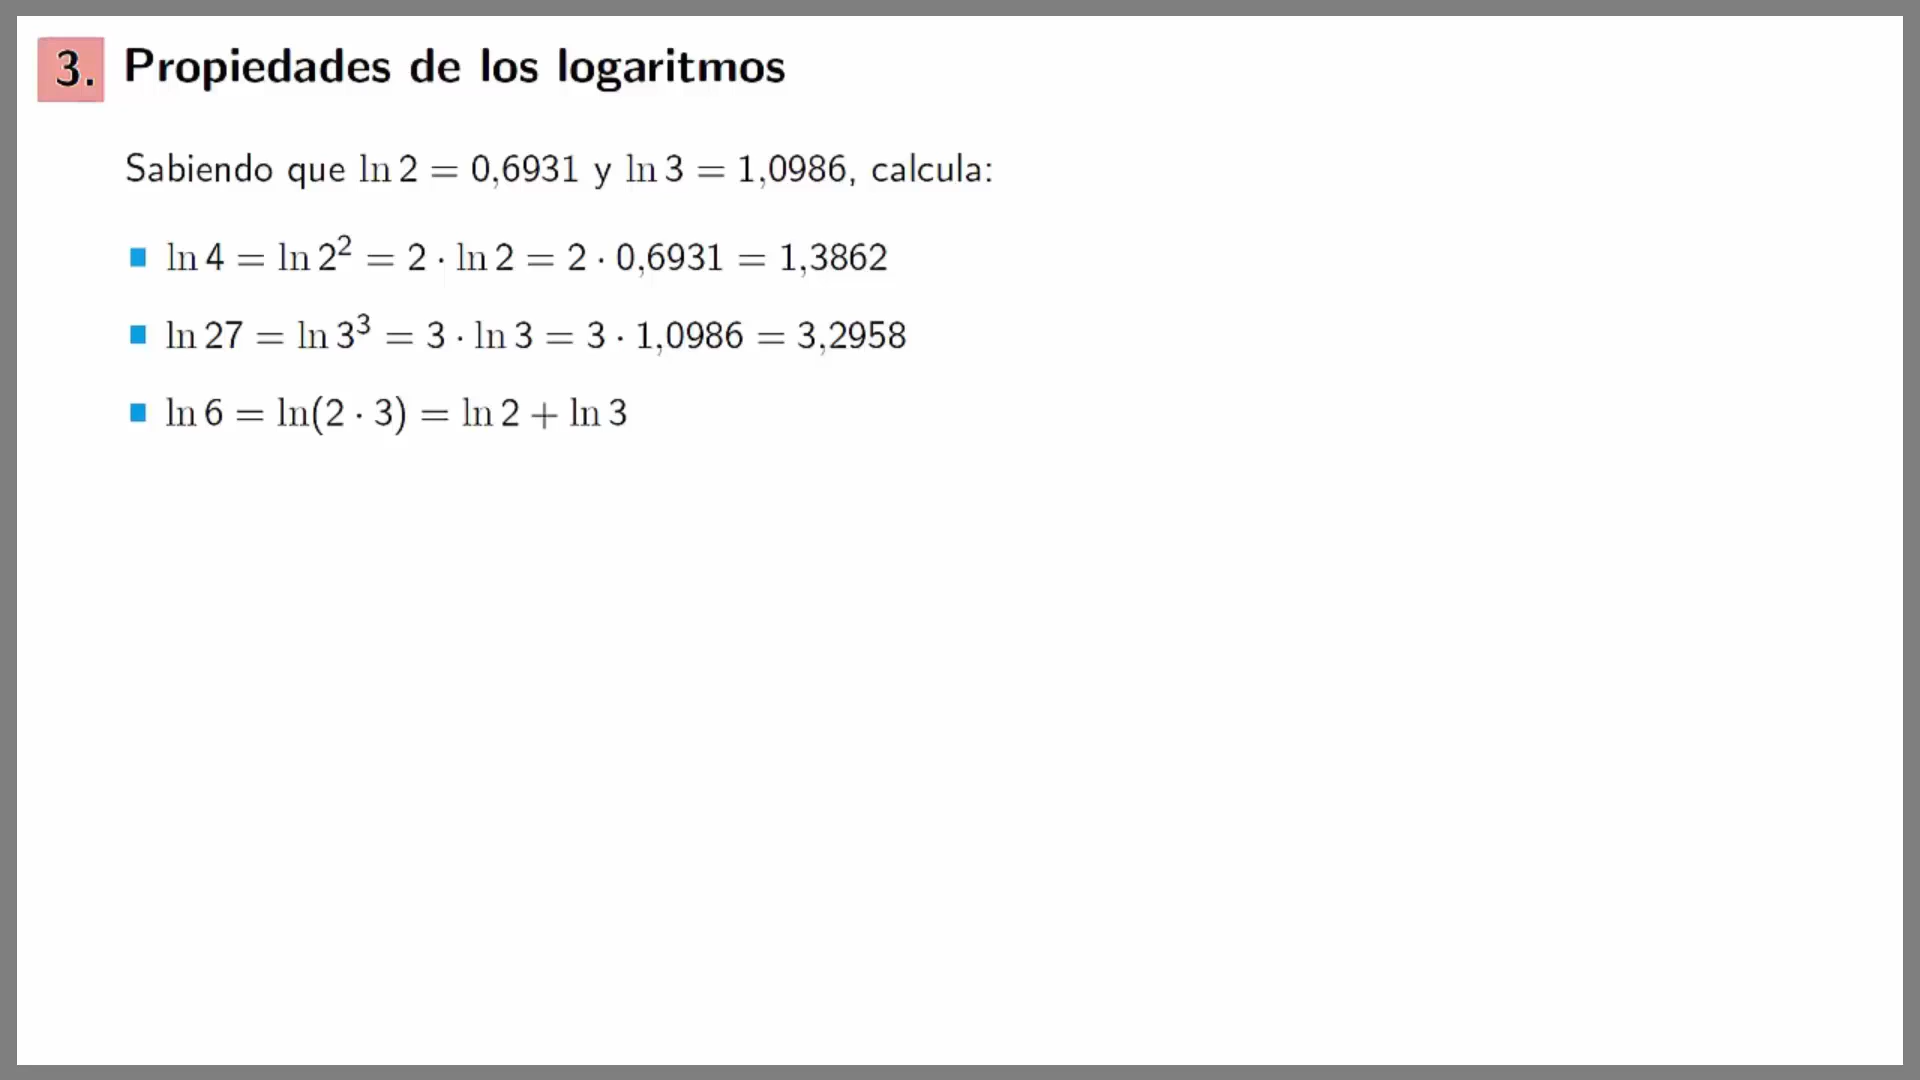 3. Propiedades de los logaritmos
Sabiendo que ln 2 = 0,6931 y ln 3 = 1,0986, calcula:
ln 4 = ln 2² = 2 · ln 2 = 2 · 0,6931 = 1,3862
ln 27 = ln 3³ = 3 · ln 3 = 3 · 1,0986 = 3,2958
ln 6 = ln(2 · 3) = ln 2 + ln 3